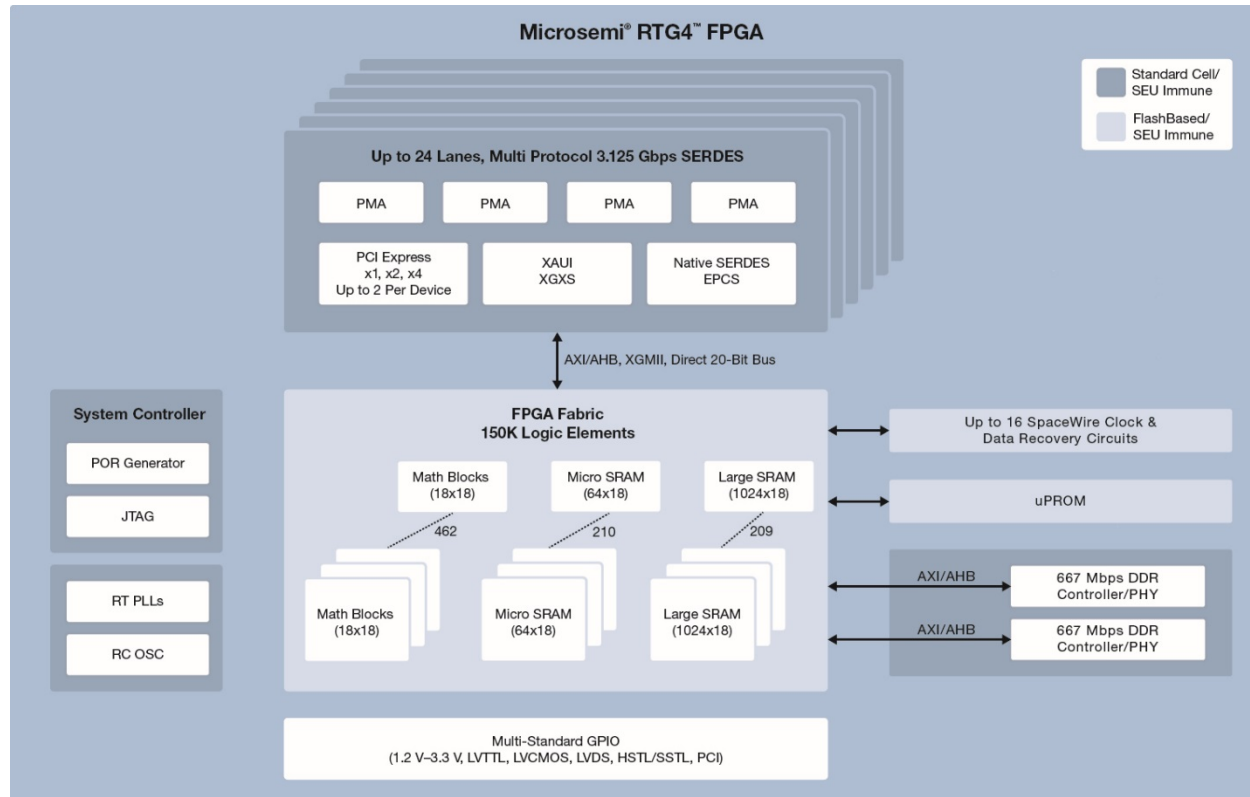 Microsemi® RTG4™ FPGA
Standard Cell/
SEU Immune
FlashBased/
SEU Immune
Up to 24 Lanes, Multi Protocol 3.125 Gbps SERDES
PMA
PMA
PMA
PMA
PCI Express
x1, x2, x4
Up to 2 Per Device
XAUI
XGXS
Native SERDES
EPCS
AXI/AHB, XGMII, Direct 20-Bit Bus
System Controller
POR Generator
JTAG
RT PLLs
RC OSC
FPGA Fabric
150K Logic Elements
Math Blocks
(18x18)
Micro SRAM
(64x18)
Large SRAM
(1024x18)
462
210
209
Math Blocks
(18x18)
Micro SRAM
(64x18)
Large SRAM
(1024x18)
Up to 16 SpaceWire Clock &
Data Recovery Circuits
uPROM
AXI/AHB
667 Mbps DDR
Controller/PHY
AXI/AHB
667 Mbps DDR
Controller/PHY
Multi-Standard GPIO
(1.2 V–3.3 V, LVTTL, LVCMOS, LVDS, HSTL/SSTL, PCI)